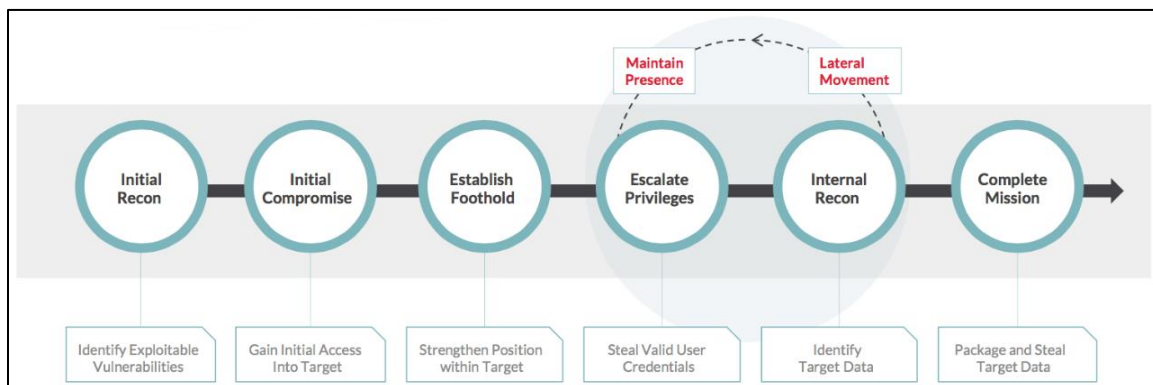 Maintain
Presence
Lateral
Movement
Initial
Recon
Initial
Compromise
Establish
Foothold
Escalate
Privileges
Internal
Recon
Complete
Mission
Identify Exploitable
Vulnerabilities
Gain Initial Access
Into Target
Strengthen Position
within Target
Steal Valid User
Credentials
Identify
Target Data
Package and Steal
Target Data